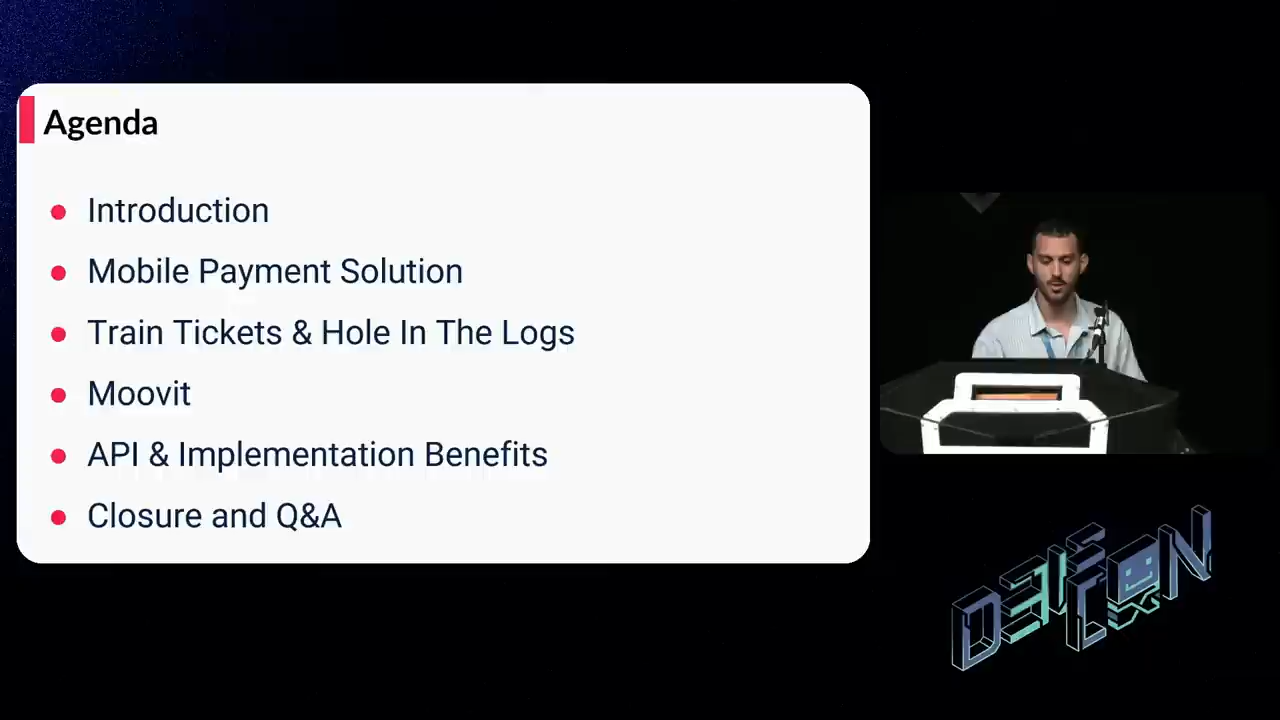 Agenda
Introduction
Mobile Payment Solution
Train Tickets & Hole In The Logs
Moovit
API & Implementation Benefits
Closure and Q&A
DEF CON